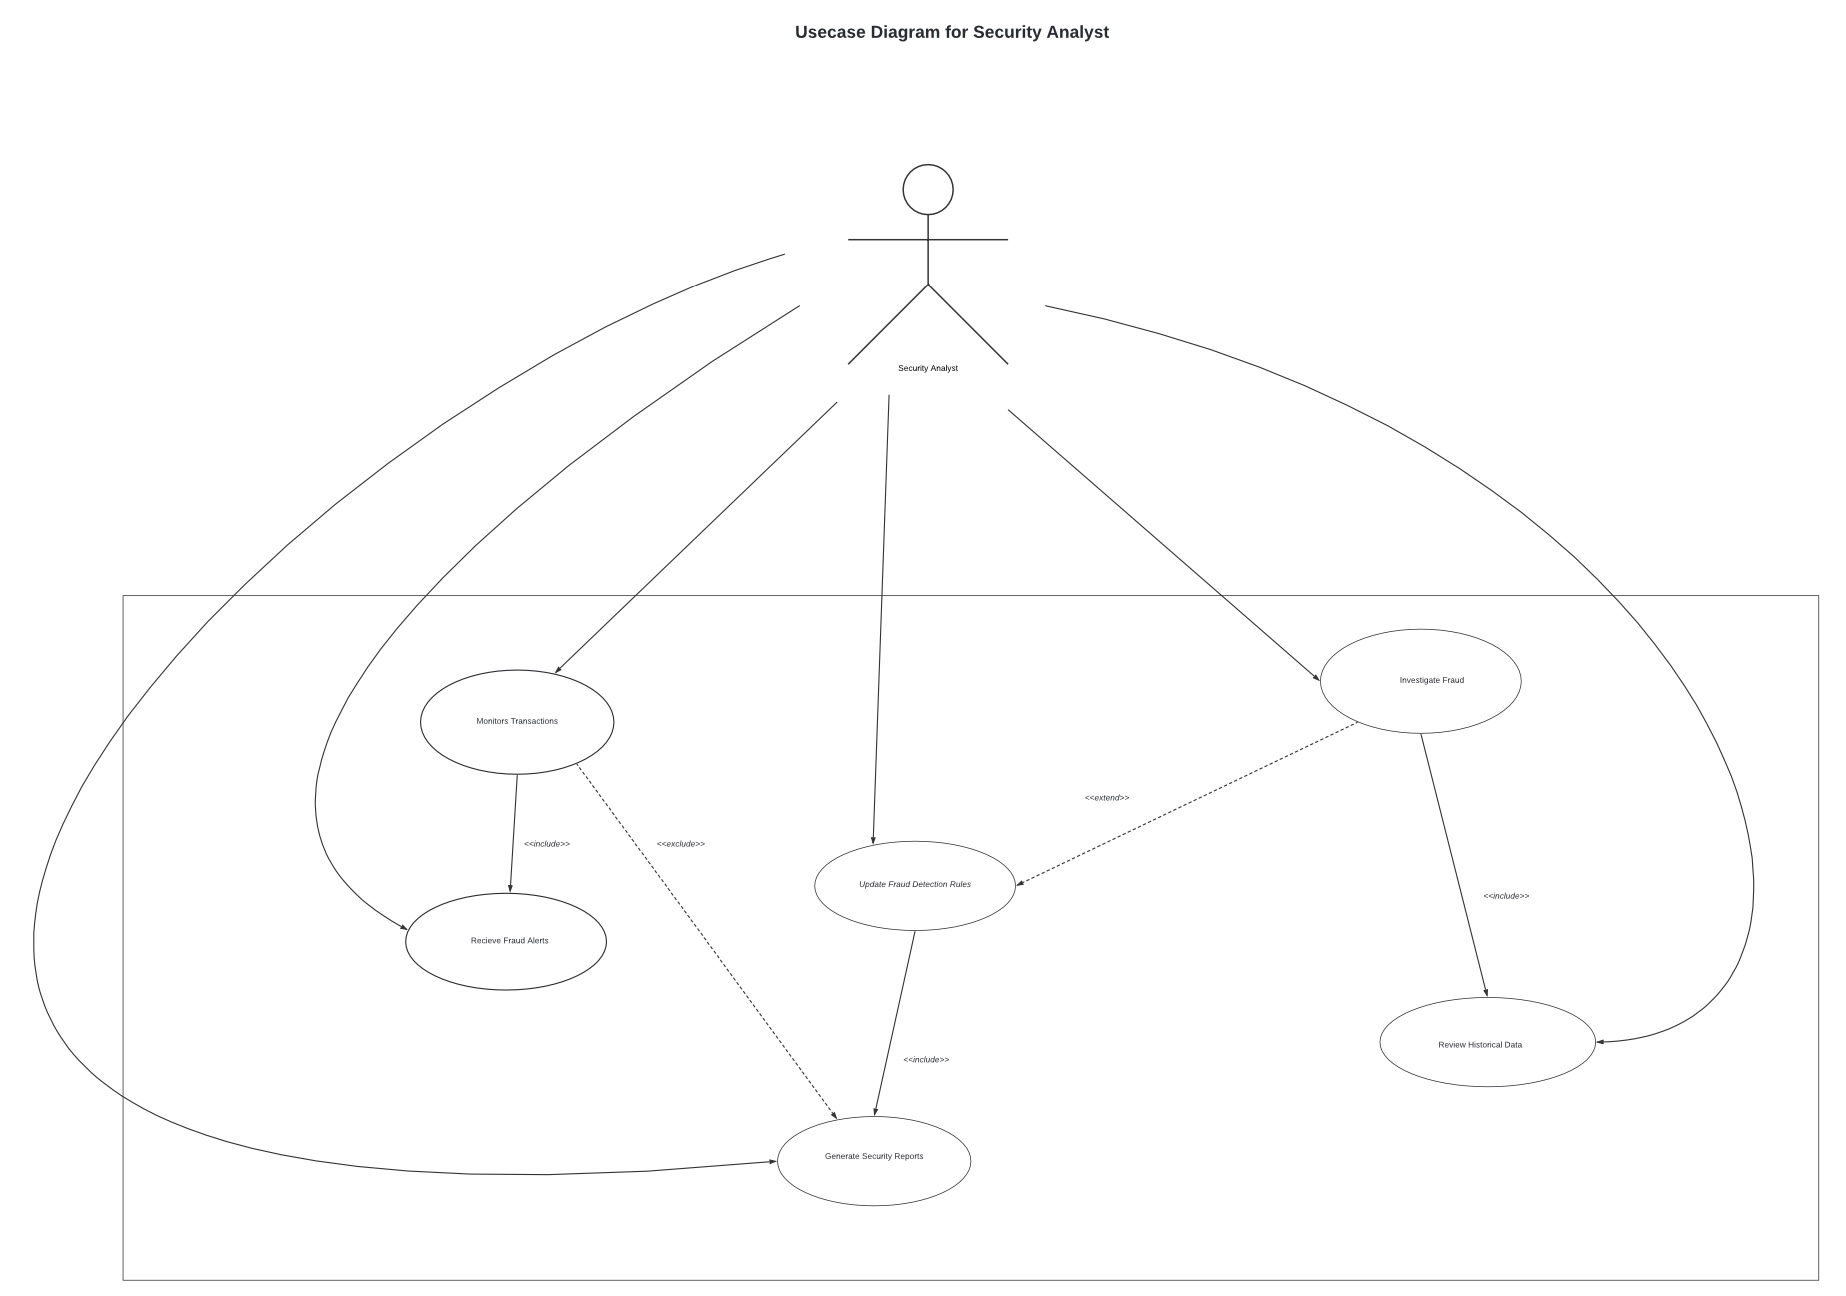 Usecase Diagram for Security Analyst
Security Analyst
Investigate Fraud
Monitors Transactions
<<extend>>
<<include>>
<<exclude>>
Update Fraud Detection Rules
<<include>>
Recieve Fraud Alerts
Review Historical Data
<<include>>
Generate Security Reports